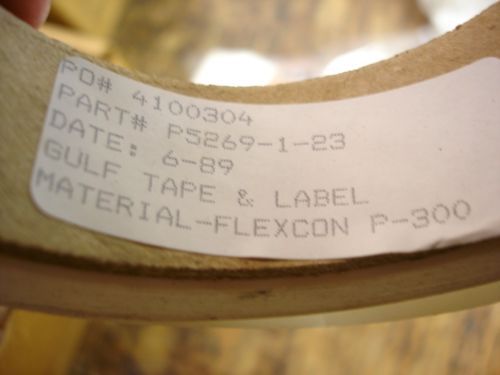 PO# 4100304
PART# P5269-1-23
DATE: 6-89
GULF TAPE & LABEL
MATERIAL-FLEXCON P-300